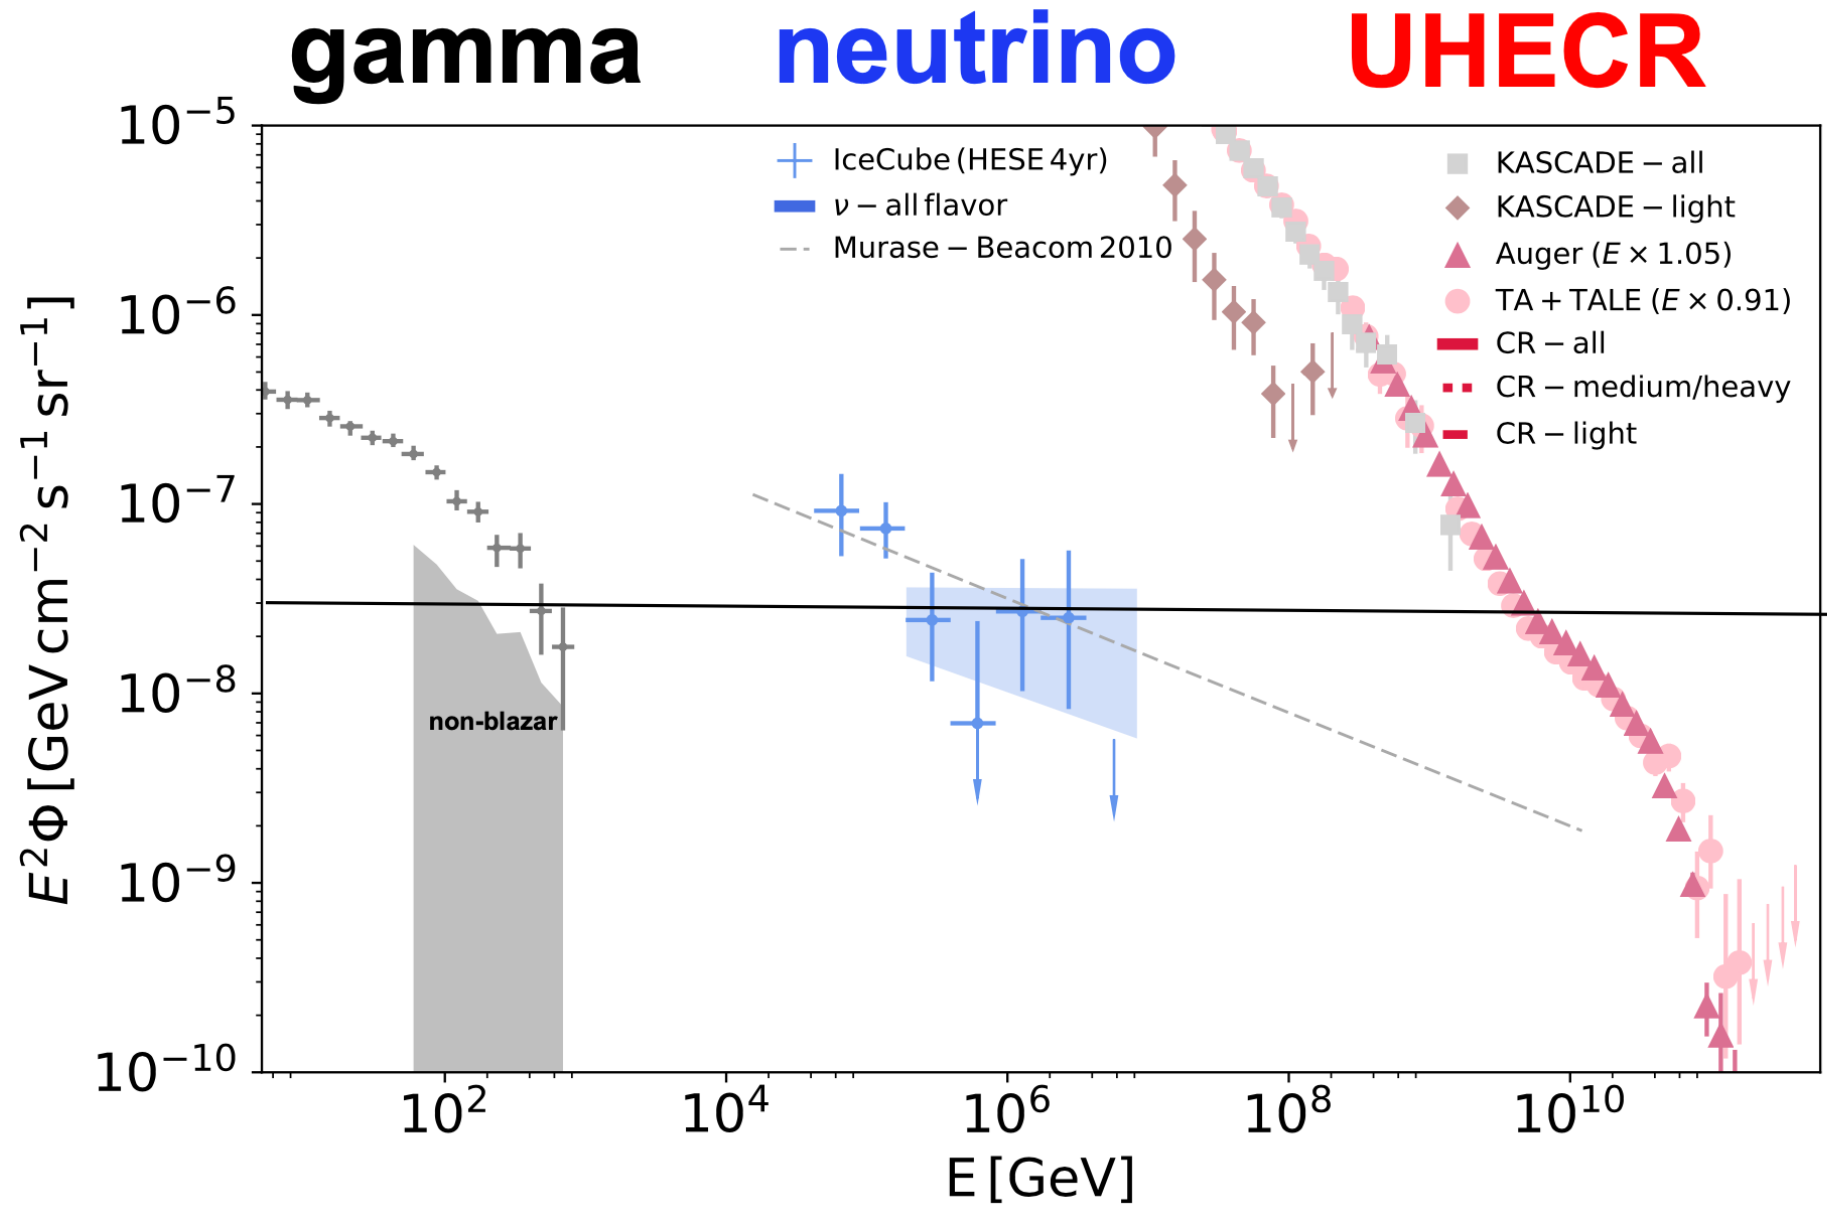 gamma neutrino UHECR
10⁻⁵
10⁻⁶
10⁻⁷
10⁻⁸
10⁻⁹
10⁻¹⁰
E²Φ [GeV cm⁻² s⁻¹ sr⁻¹]
IceCube (HESE 4yr)
ν − all flavor
Murase − Beacom 2010
KASCADE − all
KASCADE − light
Auger (E × 1.05)
TA + TALE (E × 0.91)
CR − all
CR − medium/heavy
CR − light
non-blazar
10² 10⁴ 10⁶ 10⁸ 10¹⁰
E [GeV]